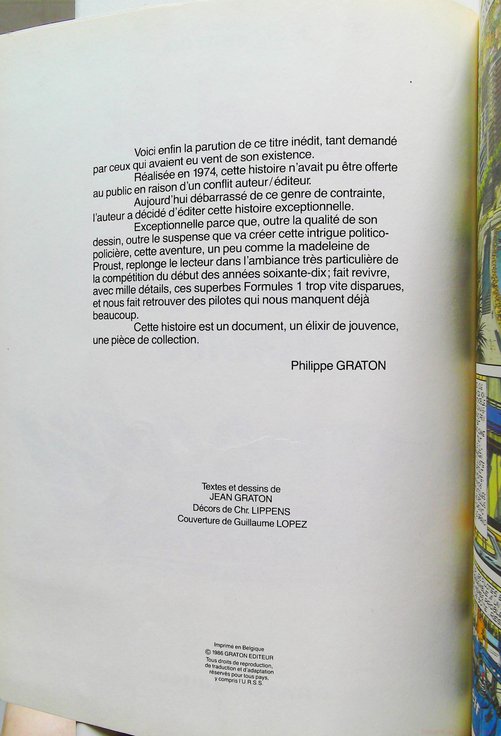 Voici enfin la parution de ce titre inédit, tant demandé
par ceux qui avaient eu vent de son existence.
Réalisée en 1974, cette histoire n'avait pu être offerte
au public en raison d'un conflit auteur/éditeur.
Aujourd'hui débarrassé de ce genre de contrainte,
l'auteur a décidé d'éditer cette histoire exceptionnelle.
Exceptionnelle parce que, outre la qualité de son
dessin, outre le suspense que va créer cette intrigue politico-
policière, cette aventure, un peu comme la madeleine de
Proust, replonge le lecteur dans l'ambiance très particulière de
la compétition du début des années soixante-dix; fait revivre,
avec mille détails, ces superbes Formules 1 trop vite disparues,
et nous fait retrouver des pilotes qui nous manquent déjà
beaucoup.
Cette histoire est un document, un élixir de jouvence,
une pièce de collection.
Philippe GRATON
Textes et dessins de
JEAN GRATON
Décors de Chr. LIPPENS
Couverture de Guillaume LOPEZ
Imprimé en Belgique
© 1986 GRATON EDITEUR
Tous droits de reproduction,
de traduction et d'adaptation
réservés pour tous pays,
y compris l'U.R.S.S.